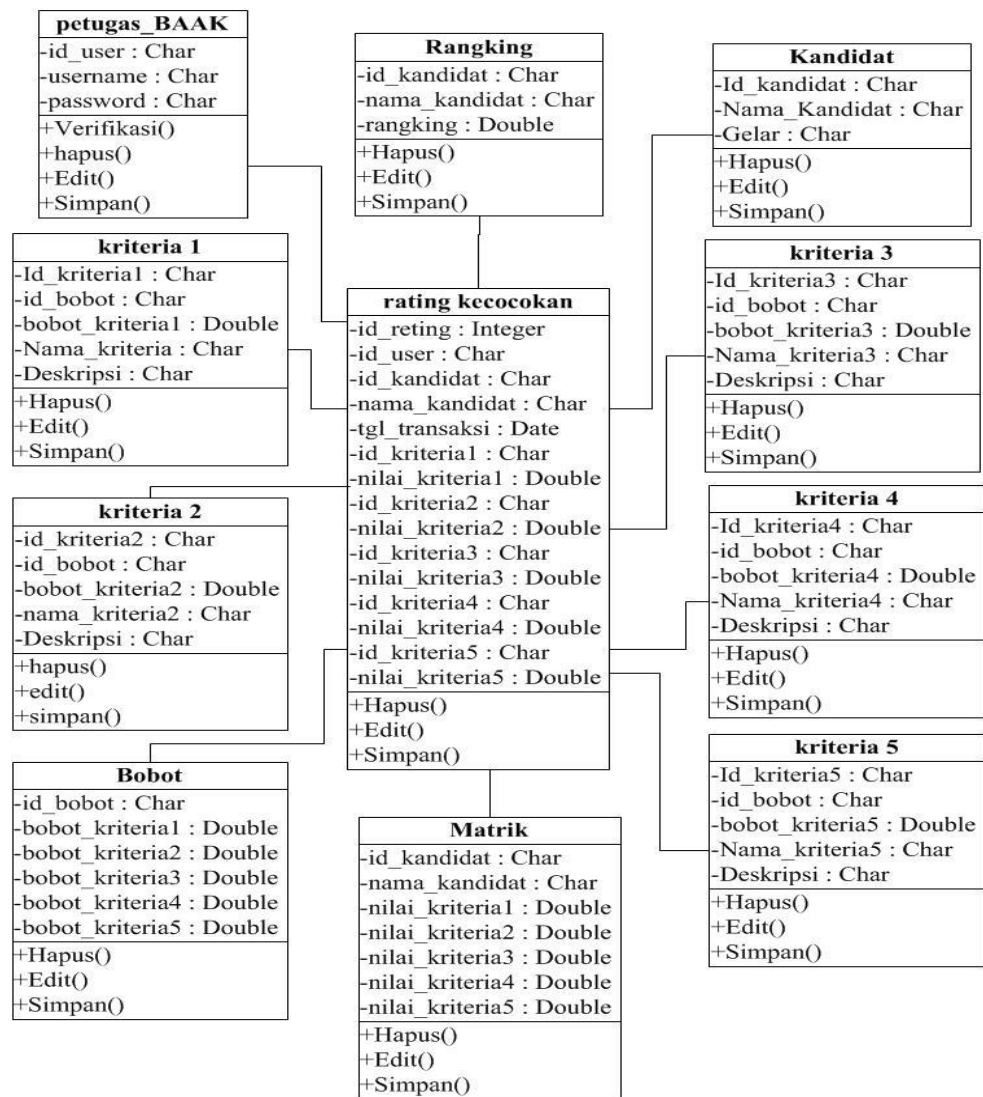 petugas_BAAK
-id_user : Char
-username : Char
-password : Char
+Verifikasi()
+hapus()
+Edit()
+Simpan()
Rangking
-id_kandidat : Char
-nama_kandidat : Char
-rangking : Double
+Hapus()
+Edit()
+Simpan()
Kandidat
-Id_kandidat : Char
-Nama_Kandidat : Char
-Gelar : Char
+Hapus()
+Edit()
+Simpan()
kriteria 1
-Id_kriteria1 : Char
-id_bobot : Char
-bobot_kriteria1 : Double
-Nama_kriteria : Char
-Deskripsi : Char
+Hapus()
+Edit()
+Simpan()
rating kecocokan
-id_reting : Integer
-id_user : Char
-id_kandidat : Char
-nama_kandidat : Char
-tgl_transaksi : Date
-id_kriteria1 : Char
-nilai_kriteria1 : Double
-id_kriteria2 : Char
-nilai_kriteria2 : Double
-id_kriteria3 : Char
-nilai_kriteria3 : Double
-id_kriteria4 : Char
-nilai_kriteria4 : Double
-id_kriteria5 : Char
-nilai_kriteria5 : Double
+Hapus()
+Edit()
+Simpan()
kriteria 3
-Id_kriteria3 : Char
-id_bobot : Char
-bobot_kriteria3 : Double
-Nama_kriteria3 : Char
-Deskripsi : Char
+Hapus()
+Edit()
+Simpan()
kriteria 2
-id_kriteria2 : Char
-id_bobot : Char
-bobot_kriteria2 : Double
-nama_kriteria2 : Char
-Deskripsi : Char
+hapus()
+edit()
+simpan()
kriteria 4
-Id_kriteria4 : Char
-id_bobot : Char
-bobot_kriteria4 : Double
-Nama_kriteria4 : Char
-Deskripsi : Char
+Hapus()
+Edit()
+Simpan()
Bobot
-id_bobot : Char
-bobot_kriteria1 : Double
-bobot_kriteria2 : Double
-bobot_kriteria3 : Double
-bobot_kriteria4 : Double
-bobot_kriteria5 : Double
+Hapus()
+Edit()
+Simpan()
Matrik
-id_kandidat : Char
-nama_kandidat : Char
-nilai_kriteria1 : Double
-nilai_kriteria2 : Double
-nilai_kriteria3 : Double
-nilai_kriteria4 : Double
-nilai_kriteria5 : Double
+Hapus()
+Edit()
+Simpan()
kriteria 5
-Id_kriteria5 : Char
-id_bobot : Char
-bobot_kriteria5 : Double
-Nama_kriteria5 : Char
-Deskripsi : Char
+Hapus()
+Edit()
+Simpan()